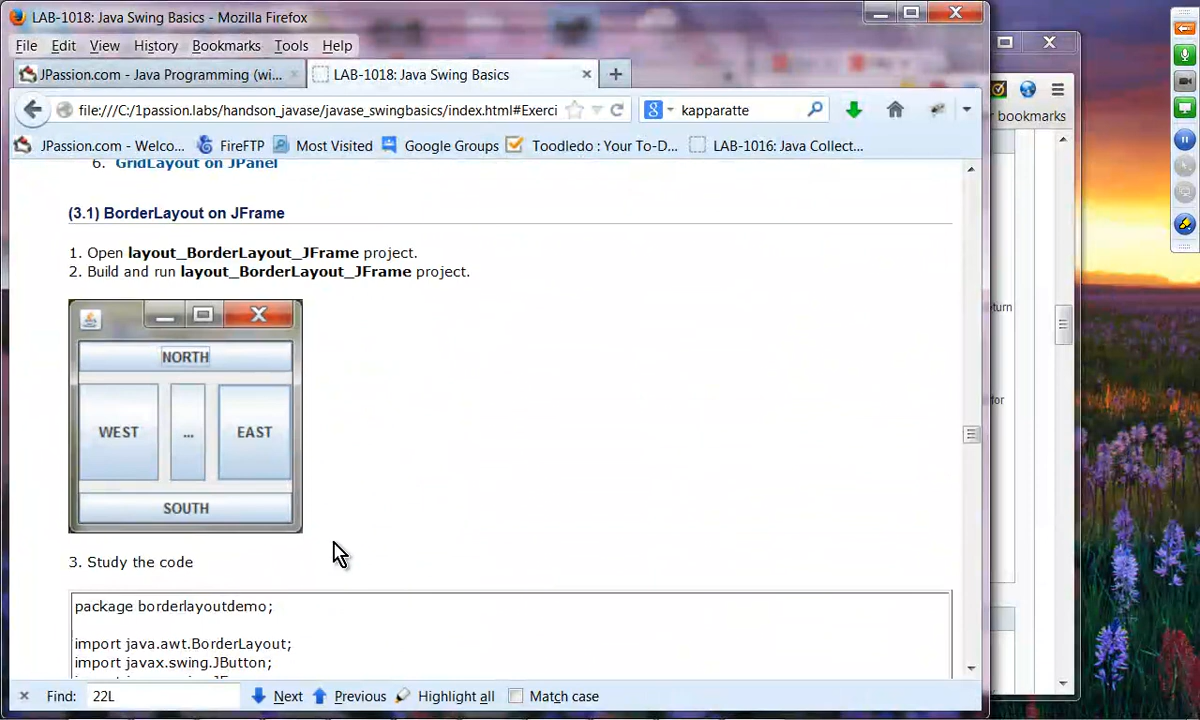 LAB-1018: Java Swing Basics - Mozilla Firefox
File Edit View History Bookmarks Tools Help
JPassion.com - Java Programming (wi... LAB-1018: Java Swing Basics
file:///C:/1passion.labs/handson_javase/javase_swingbasics/index.html#Exerci kapparatte
r bookmarks
JPassion.com - Welco... FireFTP Most Visited Google Groups Toodledo : Your To-D... LAB-1016: Java Collect...
6. GridLayout on JPanel
(3.1) BorderLayout on JFrame
1. Open layout_BorderLayout_JFrame project.
2. Build and run layout_BorderLayout_JFrame project.
turn
NORTH
for
WEST ... EAST
SOUTH
3. Study the code
package borderlayoutdemo;
import java.awt.BorderLayout;
import javax.swing.JButton;
Find: 22L Next Previous Highlight all Match case